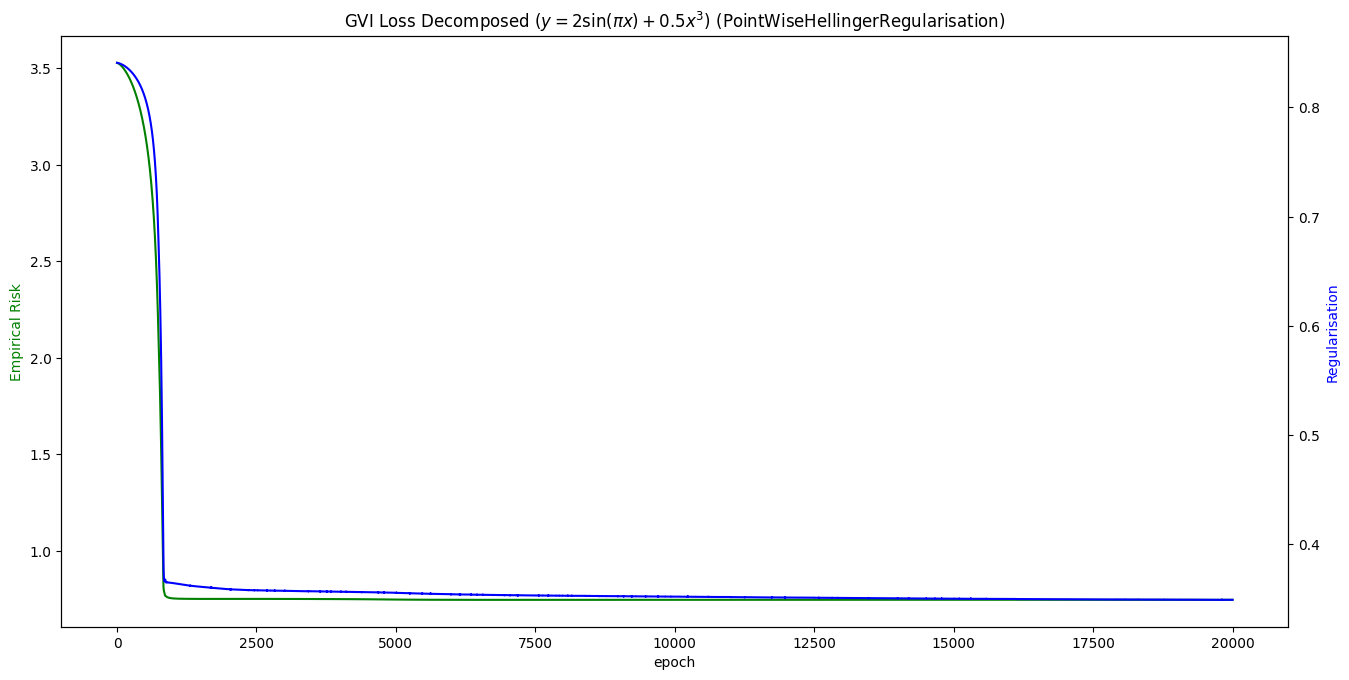 GVI Loss Decomposed (y = 2sin(πx) + 0.5x³) (PointWiseHellingerRegularisation)
3.5
3.0
2.5
2.0
1.5
1.0
Empirical Risk
0.8
0.7
0.6
0.5
0.4
Regularisation
0 2500 5000 7500 10000 12500 15000 17500 20000
epoch